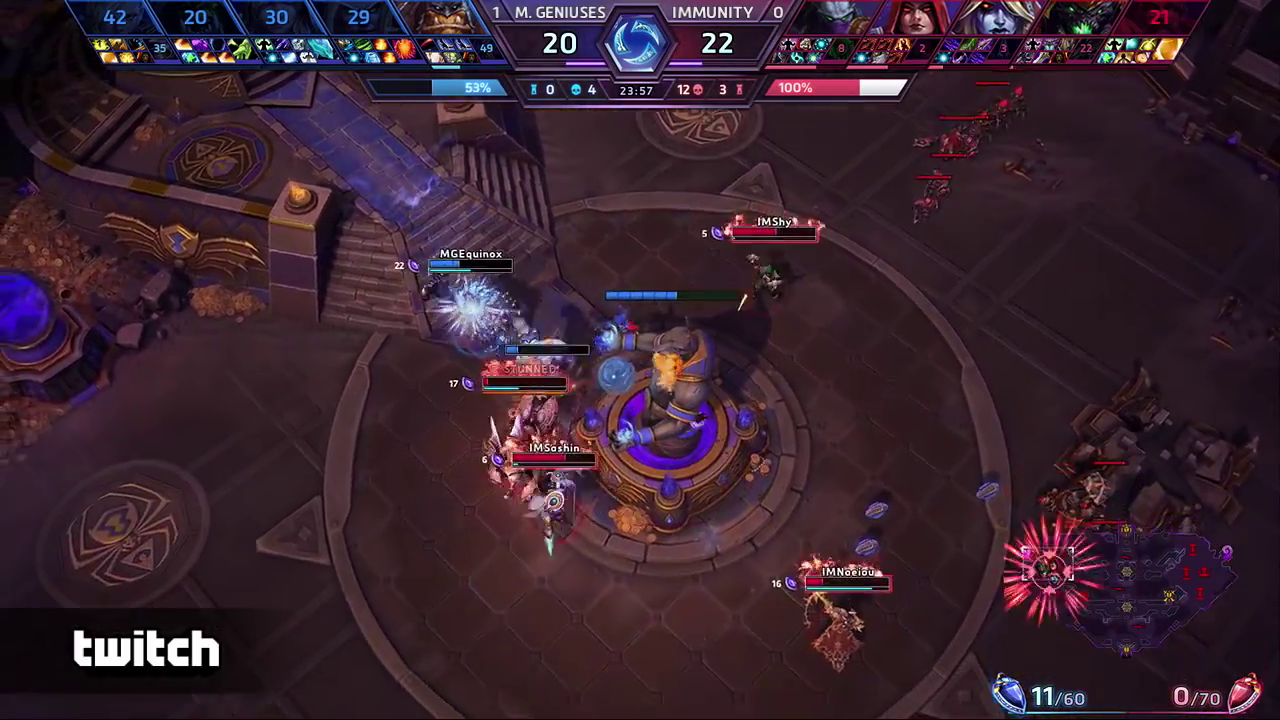 42 20 30 29 1 M. GENIUSES IMMUNITY 0 21
35 49 20 22 8 2 3 22
53% 0 4 23:57 12 3 100%
IMShy
5
MGEquinox
22
STUNNED
17
IMSashin
6
IMNaeiou
16
twitch
11/60 0/70